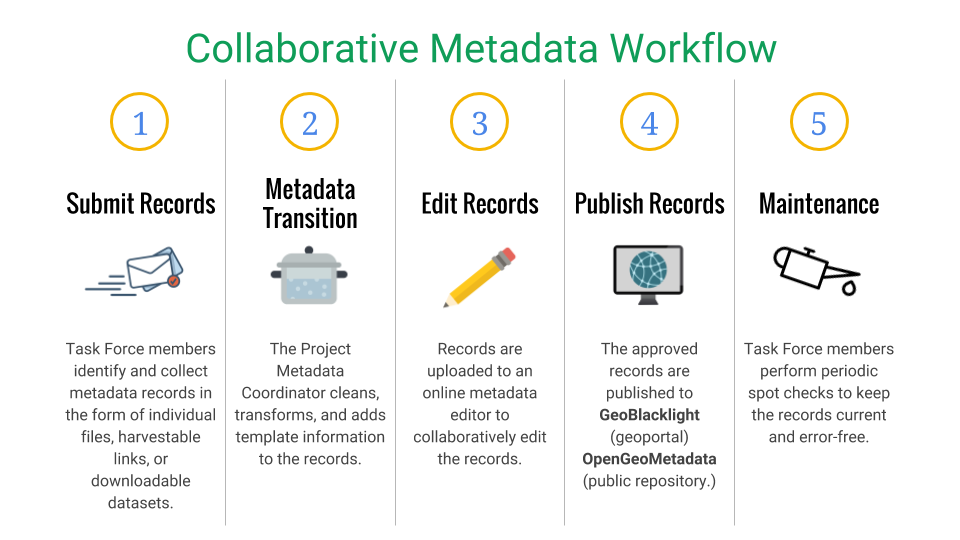 Collaborative Metadata Workflow
1
Submit Records
Task Force members
identify and collect
metadata records in
the form of individual
files, harvestable
links, or
downloadable
datasets.
2
Metadata
Transition
The Project
Metadata
Coordinator cleans,
transforms, and adds
template information
to the records.
3
Edit Records
Records are
uploaded to an
online metadata
editor to
collaboratively edit
the records.
4
Publish Records
The approved
records are
published to
GeoBlacklight
(geoportal)
OpenGeoMetadata
(public repository.)
5
Maintenance
Task Force members
perform periodic
spot checks to keep
the records current
and error-free.